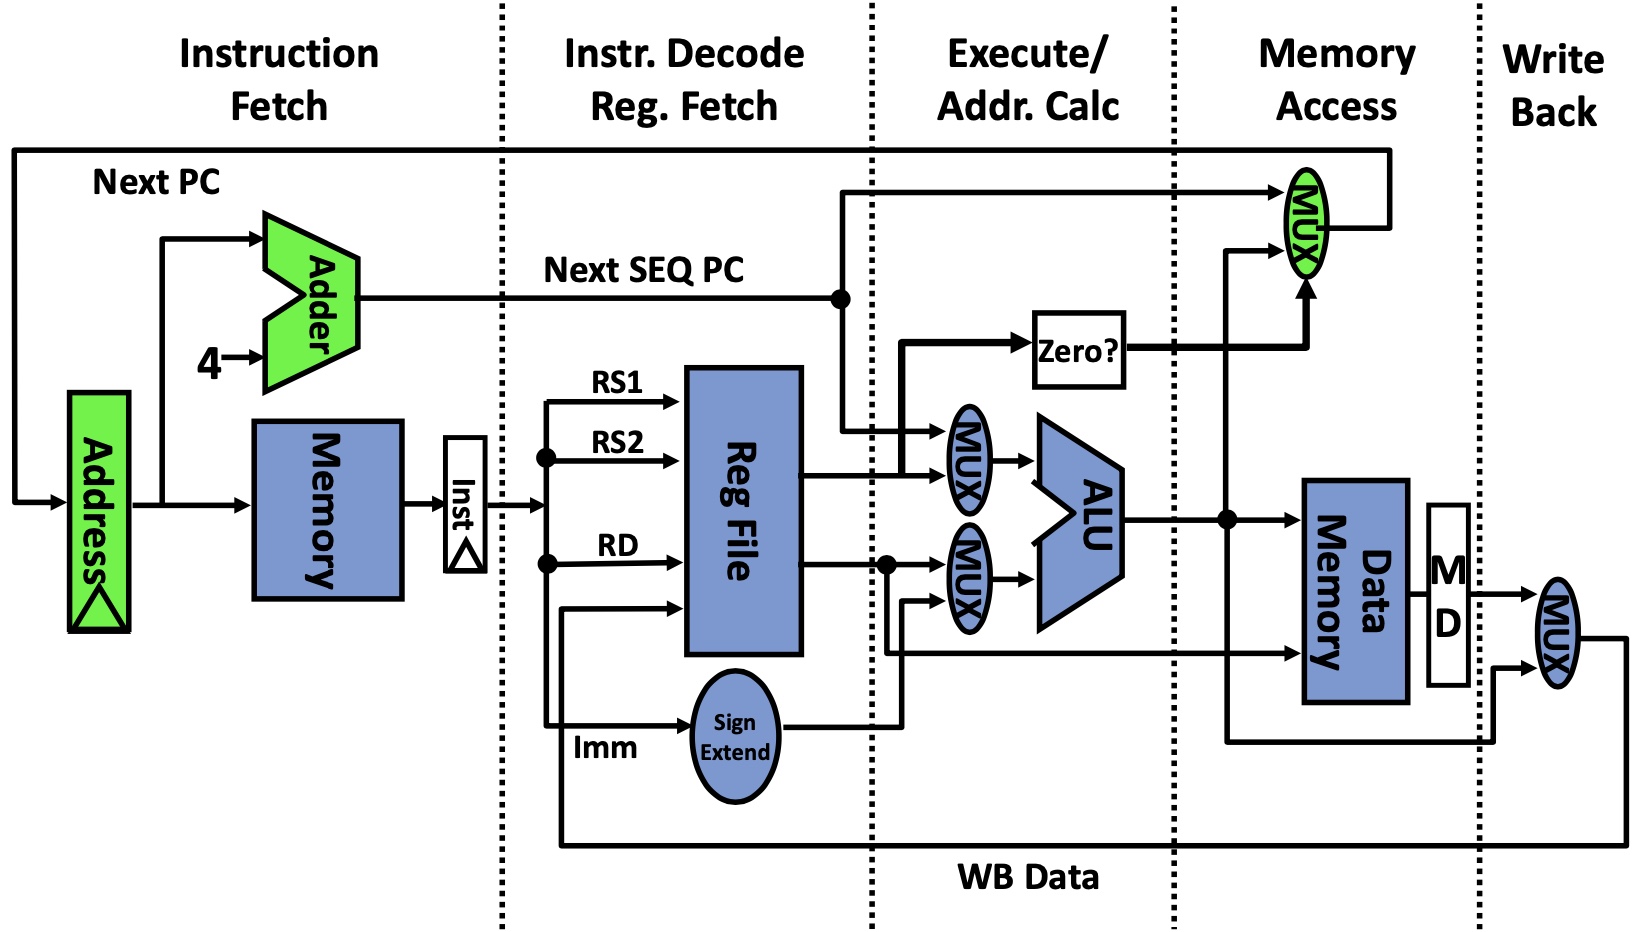 Instruction
Fetch
Instr. Decode
Reg. Fetch
Execute/
Addr. Calc
Memory
Access
Write
Back
Next PC
Adder
4
Next SEQ PC
MUX
Zero?
Address
Memory
Inst
RS1
RS2
RD
Reg File
MUX
MUX
ALU
Data
Memory
M
D
MUX
Sign
Extend
Imm
WB Data